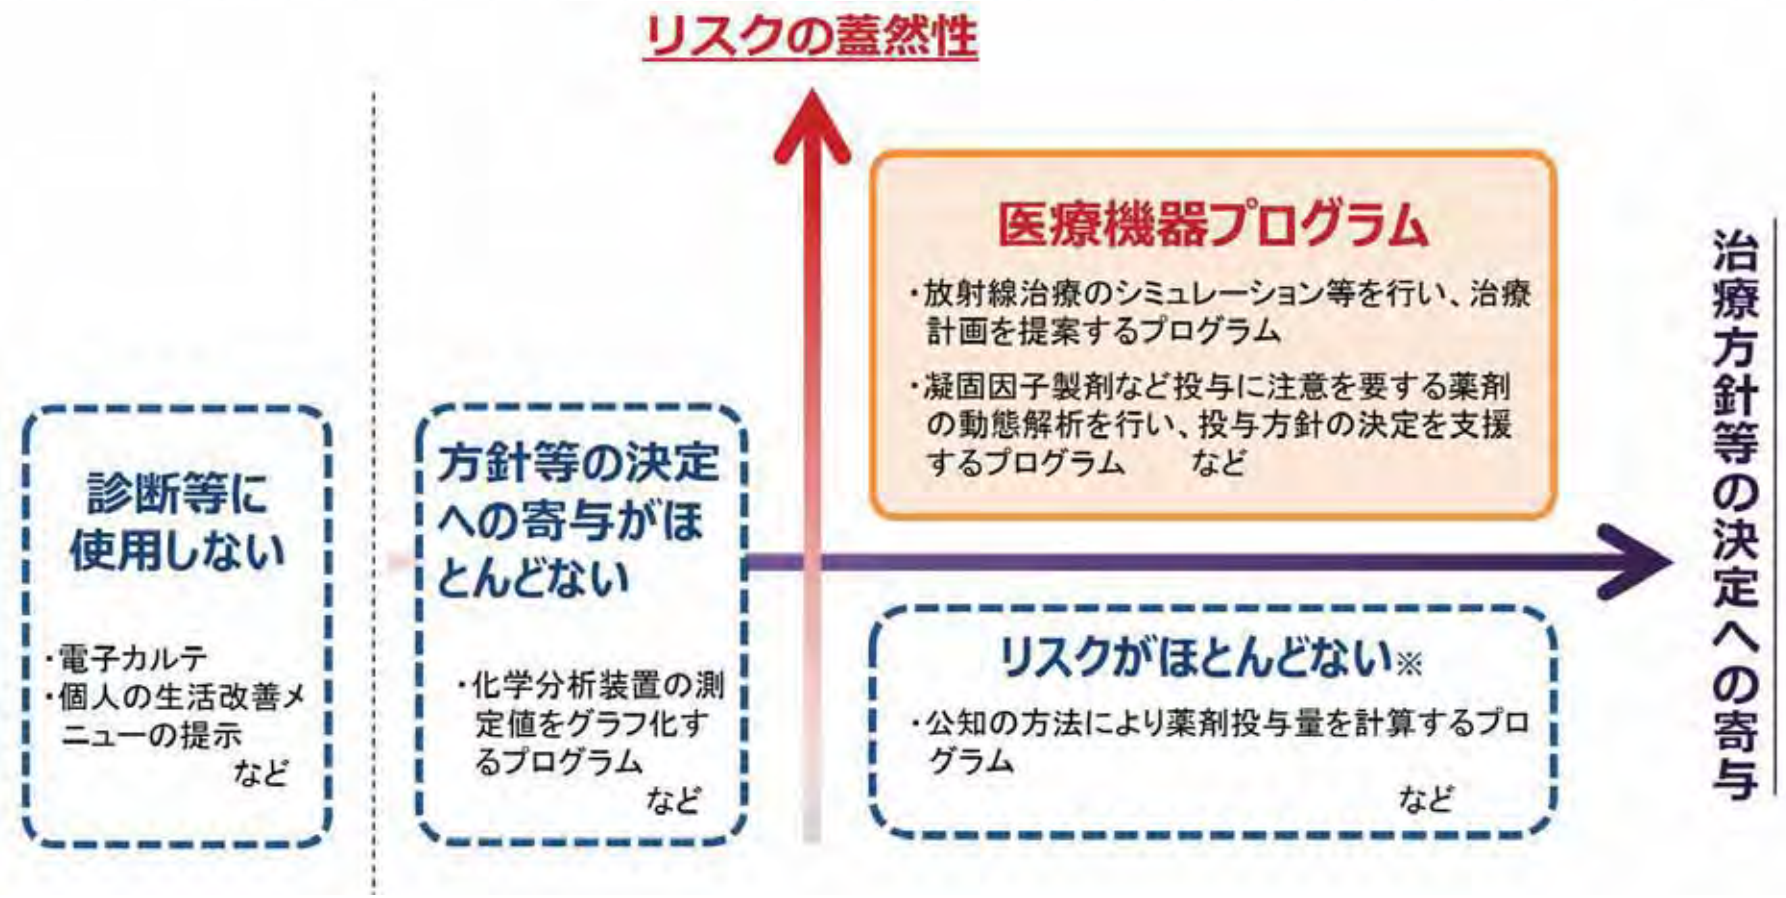 リスクの蓋然性
医療機器プログラム
・放射線治療のシミュレーション等を行い、治療
計画を提案するプログラム
・凝固因子製剤など投与に注意を要する薬剤
の動態解析を行い、投与方針の決定を支援
するプログラム　　など
治療方針等の決定への寄与
診断等に
使用しない
・電子カルテ
・個人の生活改善メ
ニューの提示
など
方針等の決定
への寄与がほ
とんどない
・化学分析装置の測
定値をグラフ化す
るプログラム
など
リスクがほとんどない※
・公知の方法により薬剤投与量を計算するプロ
グラム
など